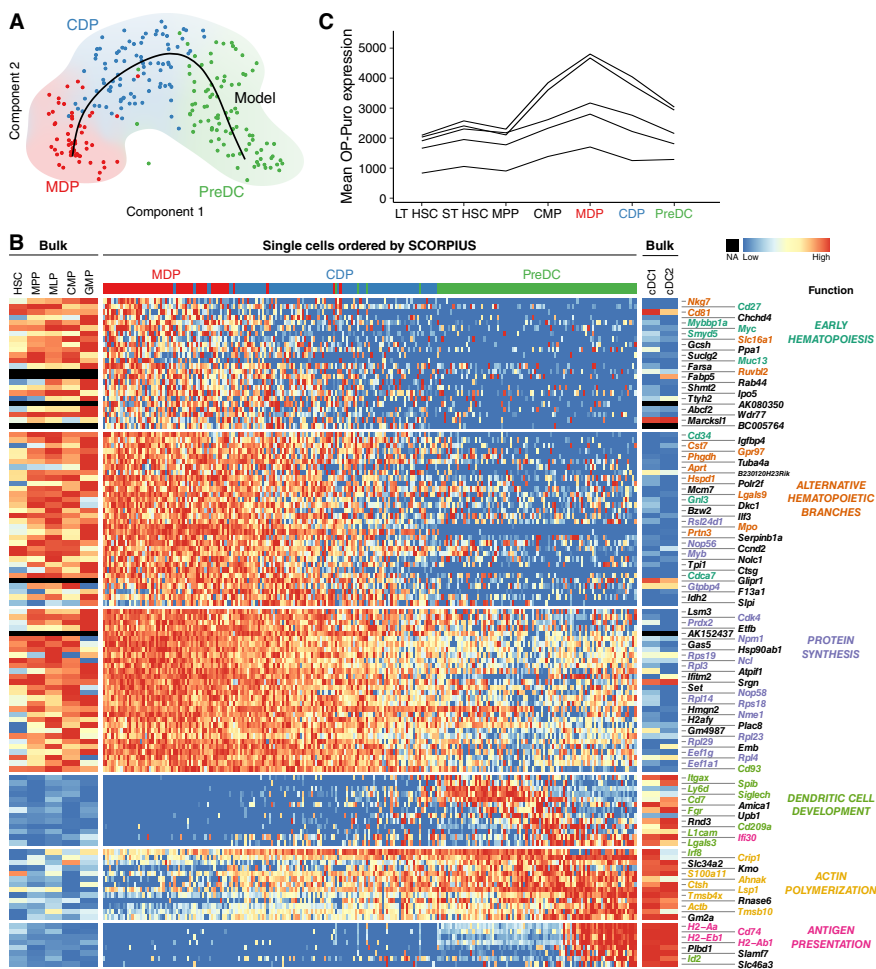 A
CDP
Component 2
Model
MDP
PreDC
Component 1
C
Mean OP-Puro expression
5000
4000
3000
2000
1000
0
LT HSC ST HSC MPP CMP MDP CDP PreDC
B
Bulk
Single cells ordered by SCORPIUS
Bulk
NA Low High
HSC
MPP
MLP
CMP
GMP
MDP CDP PreDC
cDC1
cDC2
Function
Nkg7
Cd27
Cd81
Chchd4
Mybbp1a
Myc
Smyd5
Slc16a1
Gcsh
Ppa1
Suclg2
Muc13
Farsa
Ruvbl2
Fabp5
Rab44
Shmt2
Ipo5
Ttyh2
AK080350
Abcf2
Wdr77
Marcksl1
BC005764
EARLY
HEMATOPOIESIS
Cd34
Igfbp4
Cst7
Gpr97
Phgdh
Tuba4a
Aprt
B230120H23Rik
Hspd1
Polr2f
Mcm7
Lgals9
Gnl3
Dkc1
Bzw2
Ilf3
Rsl24d1
Mpo
Prtn3
Serpinb1a
Nop56
Ccnd2
Myb
Nolc1
Tpi1
Ctsg
Cdca7
Glipr1
Gtpbp4
F13a1
Idh2
Slpi
ALTERNATIVE
HEMATOPOIETIC
BRANCHES
Lsm3
Cdk4
Prdx2
Etfb
AK152437
Npm1
Gas5
Hsp90ab1
Rps19
Ncl
Rpl3
Atpif1
Ifitm2
Srgn
Set
Nop58
Rpl14
Rps18
Hmgn2
Nme1
H2afy
Plac8
Gm4987
Rpl23
Rpl29
Emb
Eef1g
Rpl4
Eef1a1
Cd93
PROTEIN
SYNTHESIS
Itgax
Spib
Ly6d
Siglech
Cd7
Amica1
Fgr
Upb1
Rnd3
Cd209a
L1cam
Ifi30
Lgals3
DENDRITIC CELL
DEVELOPMENT
Irf8
Crip1
Slc34a2
Kmo
S100a11
Ahnak
Ctsh
Lsp1
Tmsb4x
Rnase6
Actb
Tmsb10
Gm2a
ACTIN
POLYMERIZATION
H2-Aa
Cd74
H2-Eb1
H2-Ab1
Plbd1
Slamf7
Id2
Slc46a3
ANTIGEN
PRESENTATION